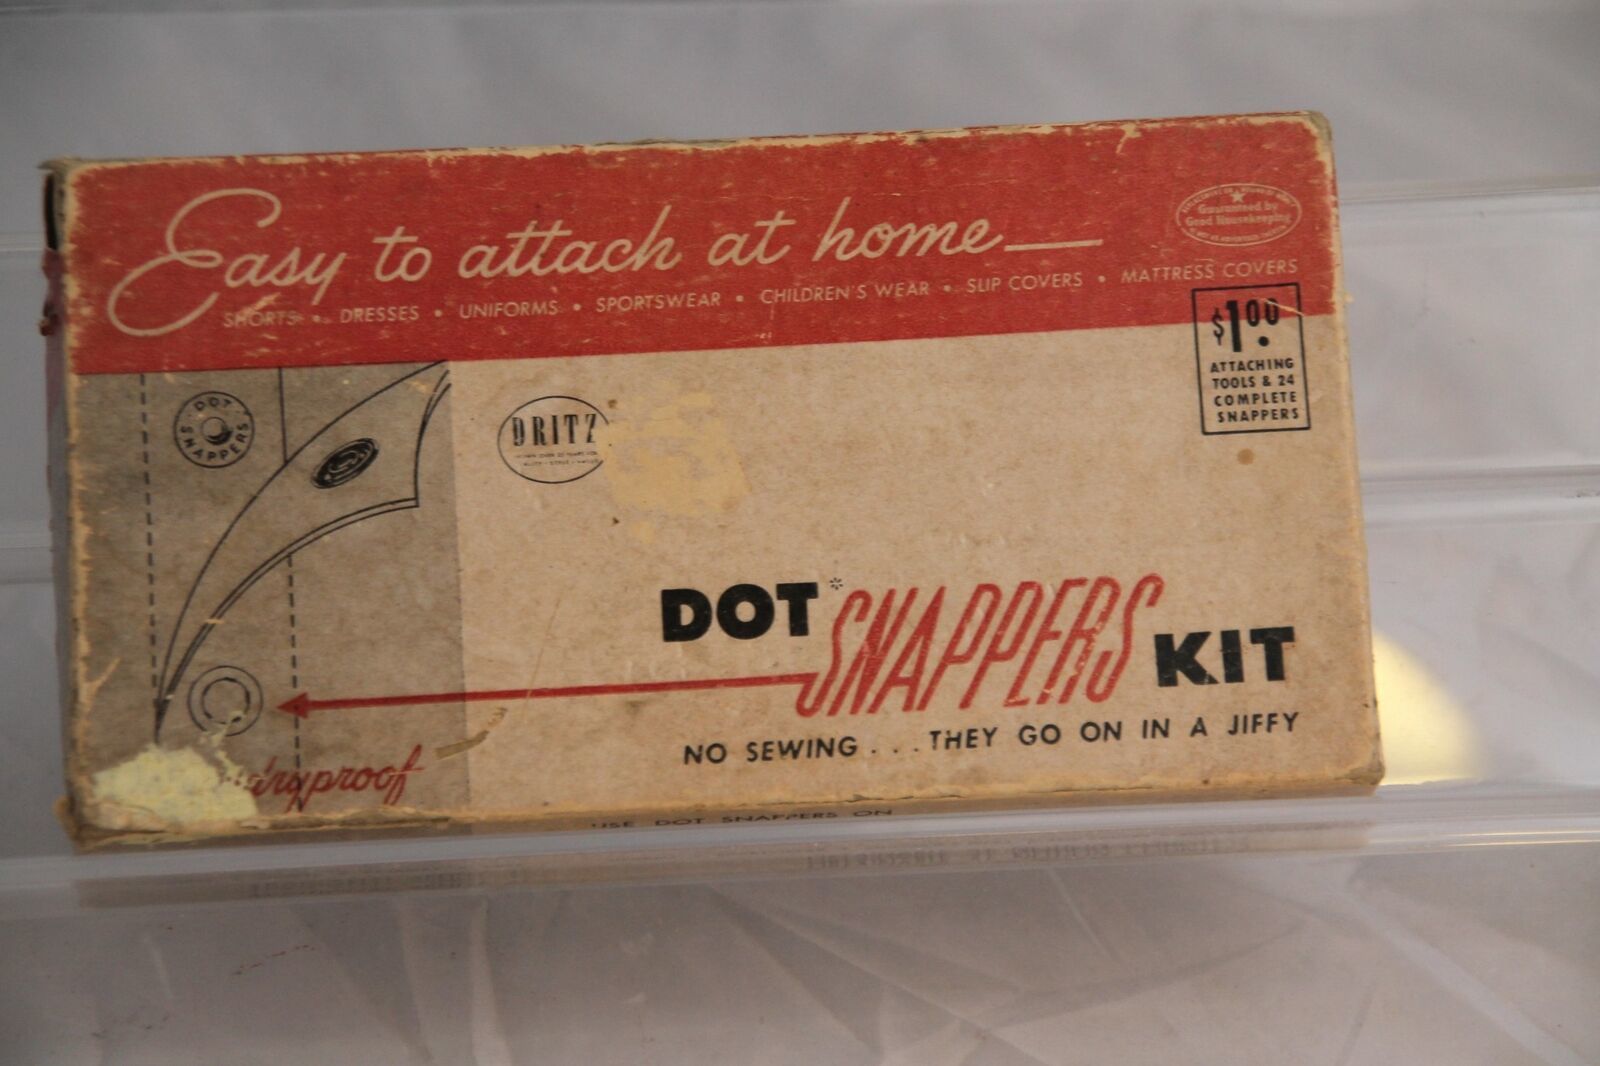 Easy to attach at home—
SHORTS • DRESSES • UNIFORMS • SPORTSWEAR • CHILDREN'S WEAR • SLIP COVERS • MATTRESS COVERS
Guaranteed by
Good Housekeeping
$1.00
ATTACHING
TOOLS & 24
COMPLETE
SNAPPERS
DOT
SNAPPERS
DRITZ
DOT* SNAPPERS KIT
NO SEWING . . . THEY GO ON IN A JIFFY
USE DOT SNAPPERS ON